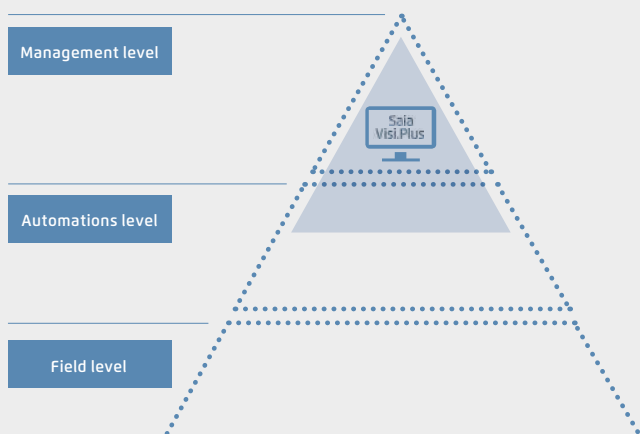 Management level
Saia
Visi.Plus
Automations level
Field level